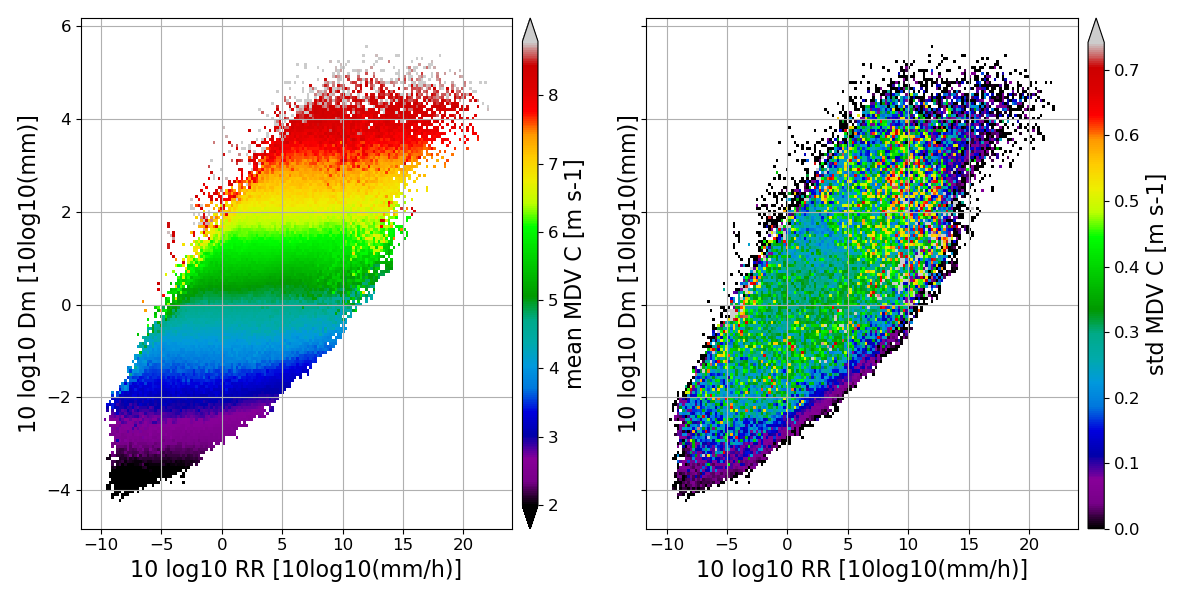 6
4
2
0
−2
−4
10 log10 Dm [10log10(mm)]
−10 −5 0 5 10 15 20
10 log10 RR [10log10(mm/h)]
8
7
6
5
4
3
2
mean MDV C [m s-1]
10 log10 Dm [10log10(mm)]
−10 −5 0 5 10 15 20
10 log10 RR [10log10(mm/h)]
0.7
0.6
0.5
0.4
0.3
0.2
0.1
0.0
std MDV C [m s-1]